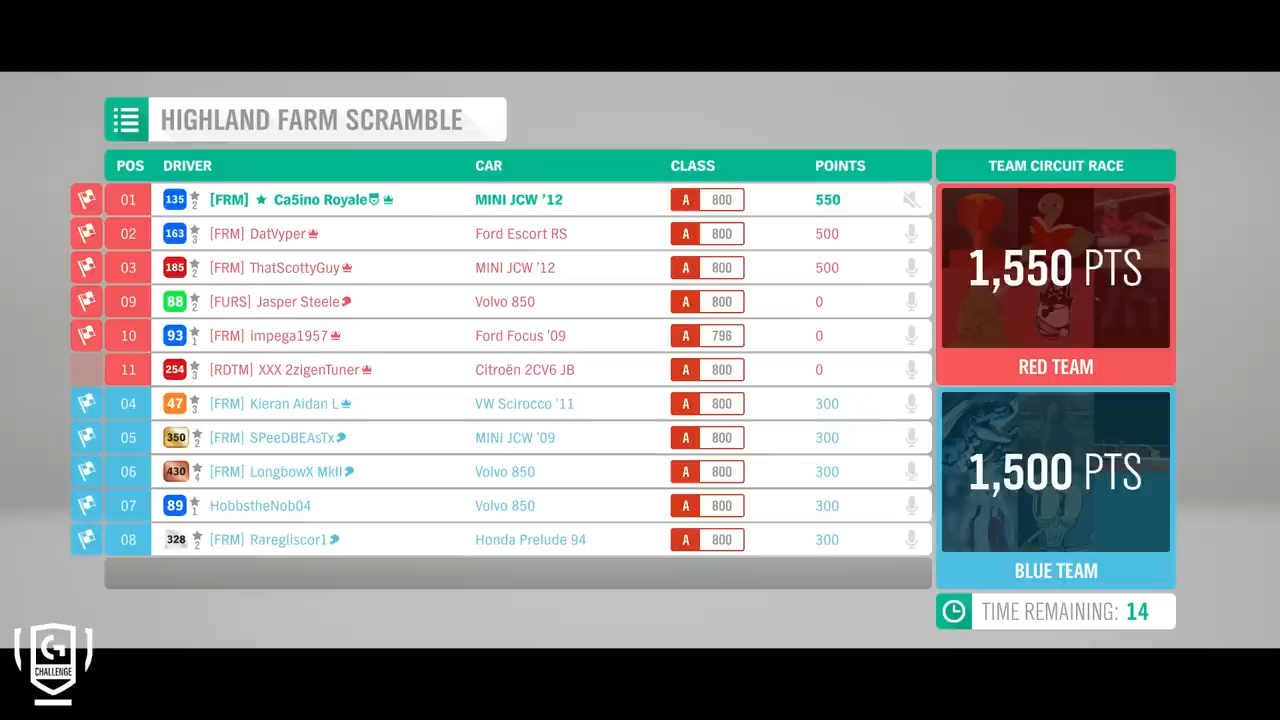 HIGHLAND FARM SCRAMBLE
POS DRIVER CAR CLASS POINTS
01 135 2 [FRM] ★ Ca5ino Royale MINI JCW '12 A 800 550
02 163 3 [FRM] DatVyper Ford Escort RS A 800 500
03 185 2 [FRM] ThatScottyGuy MINI JCW '12 A 800 500
09 88 2 [FURS] Jasper Steele Volvo 850 A 800 0
10 93 1 [FRM] impega1957 Ford Focus '09 A 796 0
11 254 3 [RDTM] XXX 2zigenTuner Citroën 2CV6 JB A 800 0
04 47 3 [FRM] Kieran Aidan L VW Scirocco '11 A 800 300
05 350 2 [FRM] SPeeDBEAsTx MINI JCW '09 A 800 300
06 430 4 [FRM] LongbowX MkII Volvo 850 A 800 300
07 89 1 HobbstheNob04 Volvo 850 A 800 300
08 328 2 [FRM] Raregliscor1 Honda Prelude 94 A 800 300
TEAM CIRCUIT RACE
1,550 PTS
RED TEAM
1,500 PTS
BLUE TEAM
TIME REMAINING: 14
G
CHALLENGE